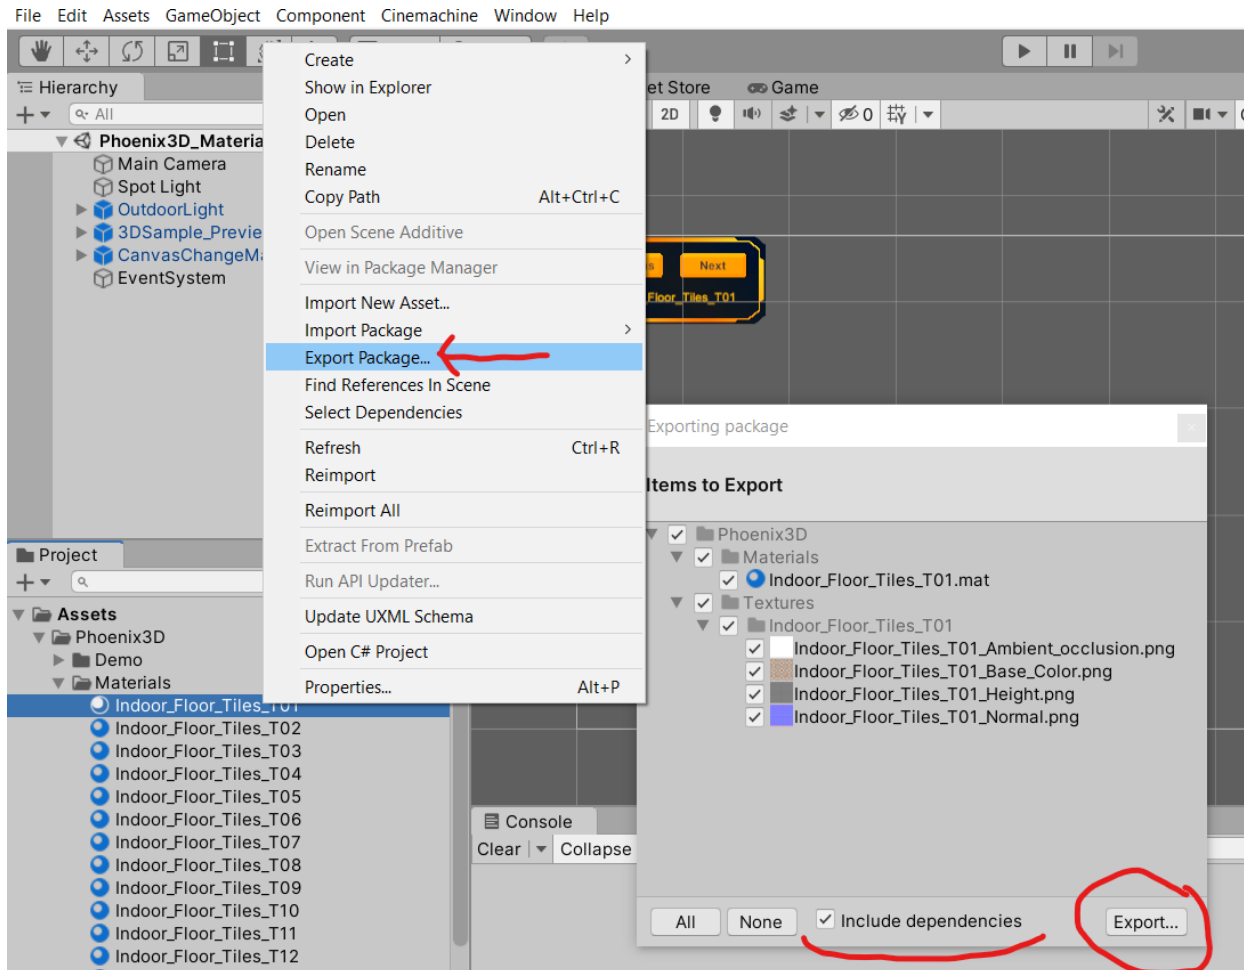 File Edit Assets GameObject Component Cinemachine Window Help
Hierarchy
All
Phoenix3D_Materia
Main Camera
Spot Light
OutdoorLight
3DSample_Previe
CanvasChangeMa
EventSystem
Create
Show in Explorer
Open
Delete
Rename
Copy Path Alt+Ctrl+C
Open Scene Additive
View in Package Manager
Import New Asset...
Import Package
Export Package...
Find References In Scene
Select Dependencies
Refresh Ctrl+R
Reimport
Reimport All
Extract From Prefab
Run API Updater...
Update UXML Schema
Open C# Project
Properties... Alt+P
et Store Game
2D 0
s Next
Floor_Tiles_T01
Exporting package
Items to Export
Phoenix3D
Materials
Indoor_Floor_Tiles_T01.mat
Textures
Indoor_Floor_Tiles_T01
Indoor_Floor_Tiles_T01_Ambient_occlusion.png
Indoor_Floor_Tiles_T01_Base_Color.png
Indoor_Floor_Tiles_T01_Height.png
Indoor_Floor_Tiles_T01_Normal.png
All None Include dependencies Export...
Project
Assets
Phoenix3D
Demo
Materials
Indoor_Floor_Tiles_T01
Indoor_Floor_Tiles_T02
Indoor_Floor_Tiles_T03
Indoor_Floor_Tiles_T04
Indoor_Floor_Tiles_T05
Indoor_Floor_Tiles_T06
Indoor_Floor_Tiles_T07
Indoor_Floor_Tiles_T08
Indoor_Floor_Tiles_T09
Indoor_Floor_Tiles_T10
Indoor_Floor_Tiles_T11
Indoor_Floor_Tiles_T12
Console
Clear Collapse